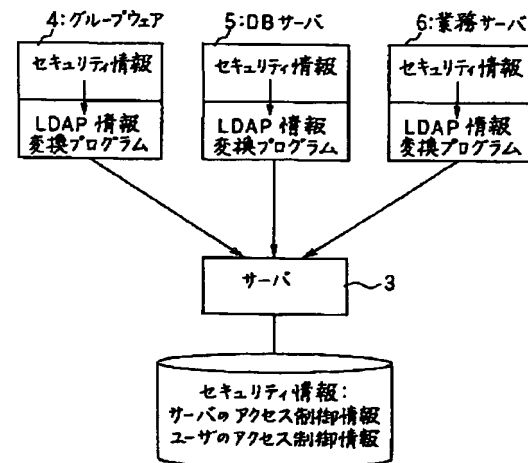 4:グループウェア
セキュリティ情報
LDAP 情報
変換プログラム
5:DB サーバ
セキュリティ情報
LDAP 情報
変換プログラム
6:業務サーバ
セキュリティ情報
LDAP 情報
変換プログラム
サーバ
3
セキュリティ情報:
サーバのアクセス制御情報
ユーザのアクセス制御情報